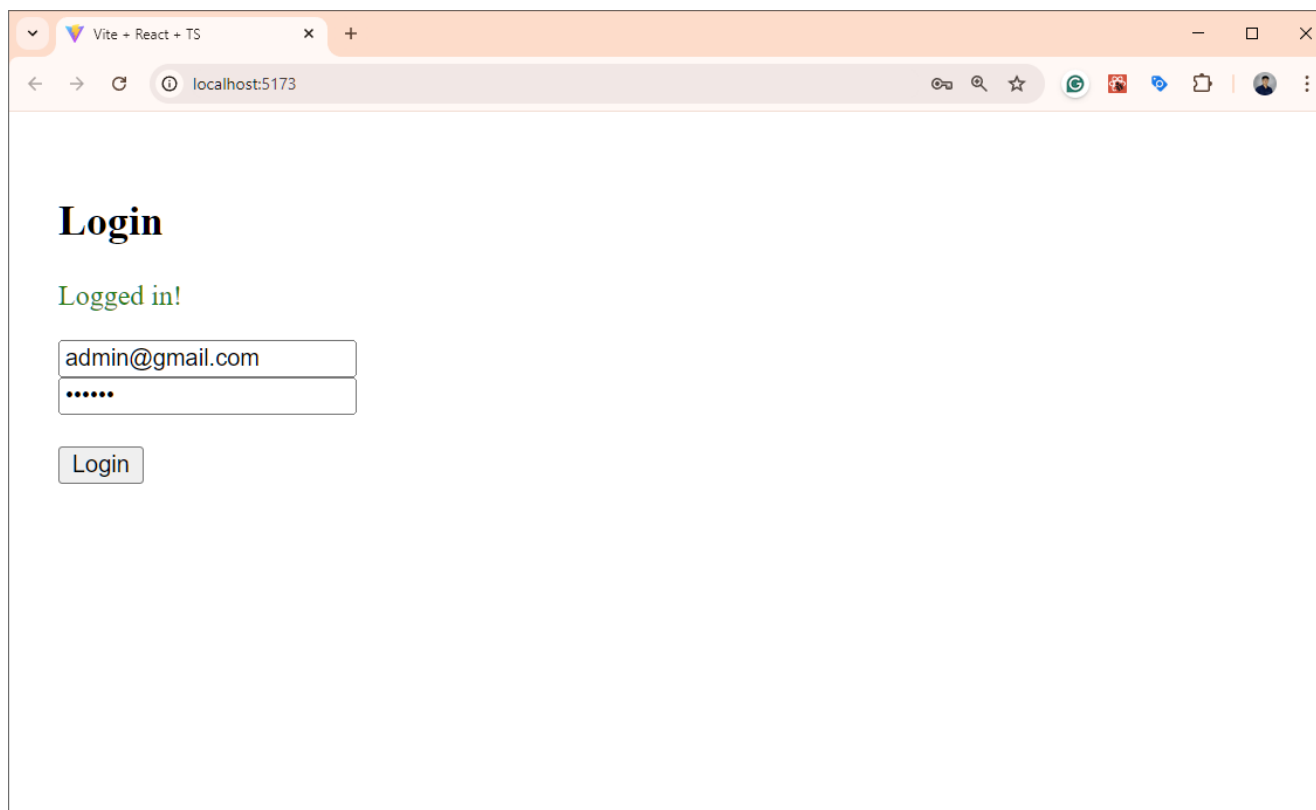 Vite + React + TS
localhost:5173
Login
Logged in!
admin@gmail.com
••••••
Login